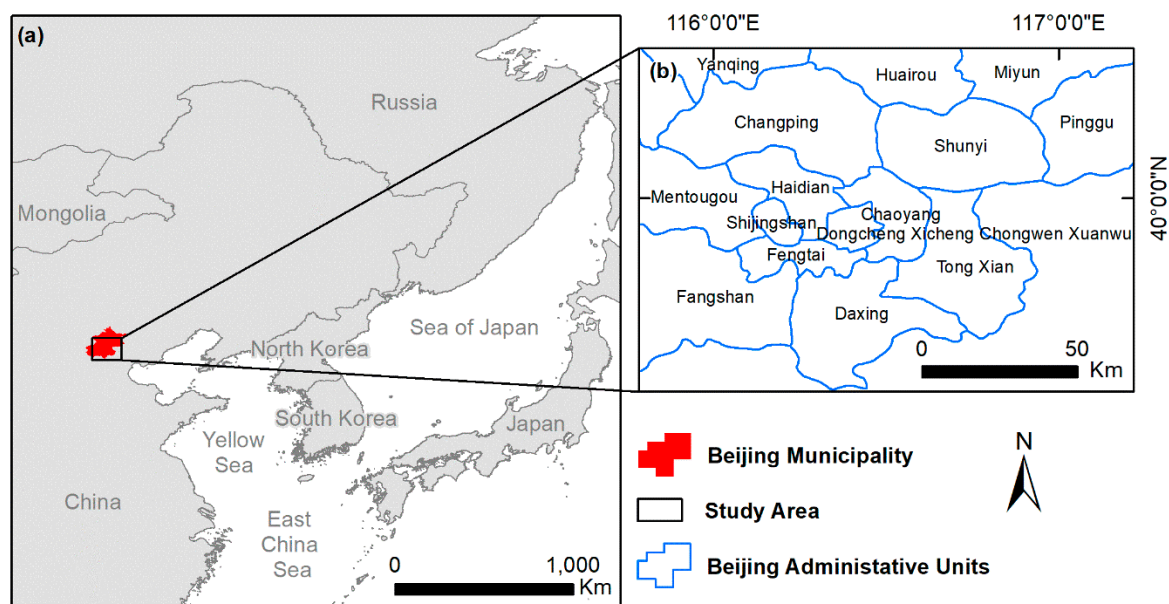 (a)
Russia
Mongolia
Sea of Japan
North Korea
South Korea
Japan
Yellow
Sea
China
East
China
Sea
0 1,000
Km
116°0'0"E 117°0'0"E
(b)
Yanqing
Huairou
Miyun
Changping
Pinggu
Shunyi
40°0'0"N
Haidian
Mentougou
Chaoyang
Shijingshan
Dongcheng Xicheng Chongwen Xuanwu
Fengtai
Tong Xian
Fangshan
Daxing
0 50
Km
Beijing Municipality
N
Study Area
Beijing Administative Units